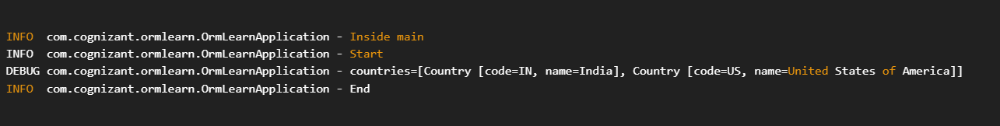 INFO  com.cognizant.ormlearn.OrmLearnApplication - Inside main
INFO  com.cognizant.ormlearn.OrmLearnApplication - Start
DEBUG com.cognizant.ormlearn.OrmLearnApplication - countries=[Country [code=IN, name=India], Country [code=US, name=United States of America]]
INFO  com.cognizant.ormlearn.OrmLearnApplication - End